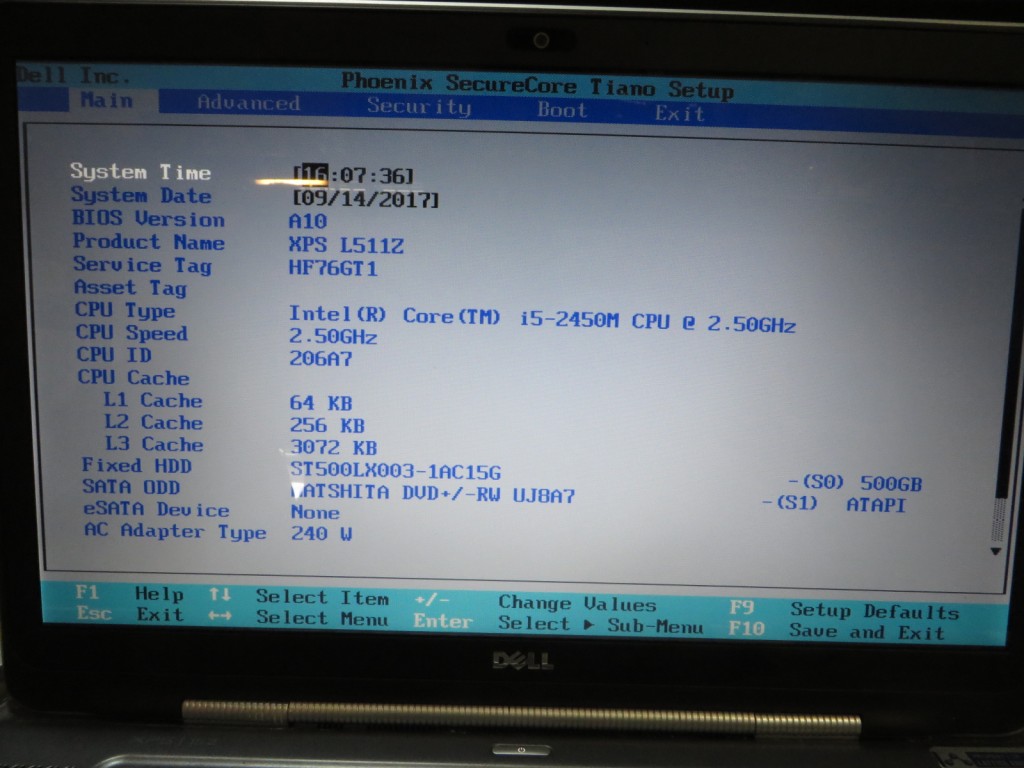 Dell Inc.
Phoenix SecureCore Tiano Setup
Main Advanced Security Boot Exit
System Time [16:07:36]
System Date [09/14/2017]
BIOS Version A10
Product Name XPS L511Z
Service Tag HF76GT1
Asset Tag
CPU Type Intel(R) Core(TM) i5-2450M CPU @ 2.50GHz
CPU Speed 2.50GHz
CPU ID 206A7
CPU Cache
L1 Cache 64 KB
L2 Cache 256 KB
L3 Cache 3072 KB
Fixed HDD ST500LX003-1AC15G -(S0) 500GB
SATA ODD MATSHITA DVD+/-RW UJ8A7 -(S1) ATAPI
eSATA Device None
AC Adapter Type 240 W
F1 Help ↑↓ Select Item +/- Change Values F9 Setup Defaults
Esc Exit ↔ Select Menu Enter Select ▶ Sub-Menu F10 Save and Exit
DELL